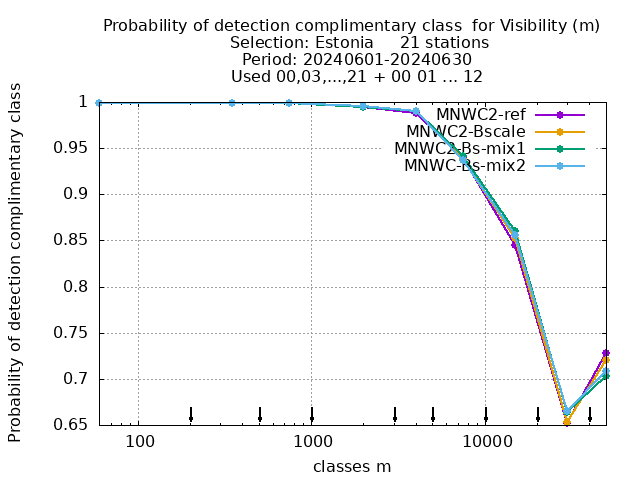 Probability of detection complimentary class  for Visibility (m)
Selection: Estonia     21 stations
Period: 20240601-20240630
Used 00,03,...,21 + 00 01 ... 12
Probability of detection complimentary class
1
0.95
0.9
0.85
0.8
0.75
0.7
0.65
MNWC2-ref
MNWC2-Bscale
MNWC2-Bs-mix1
MNWC-Bs-mix2
100
1000
10000
classes m